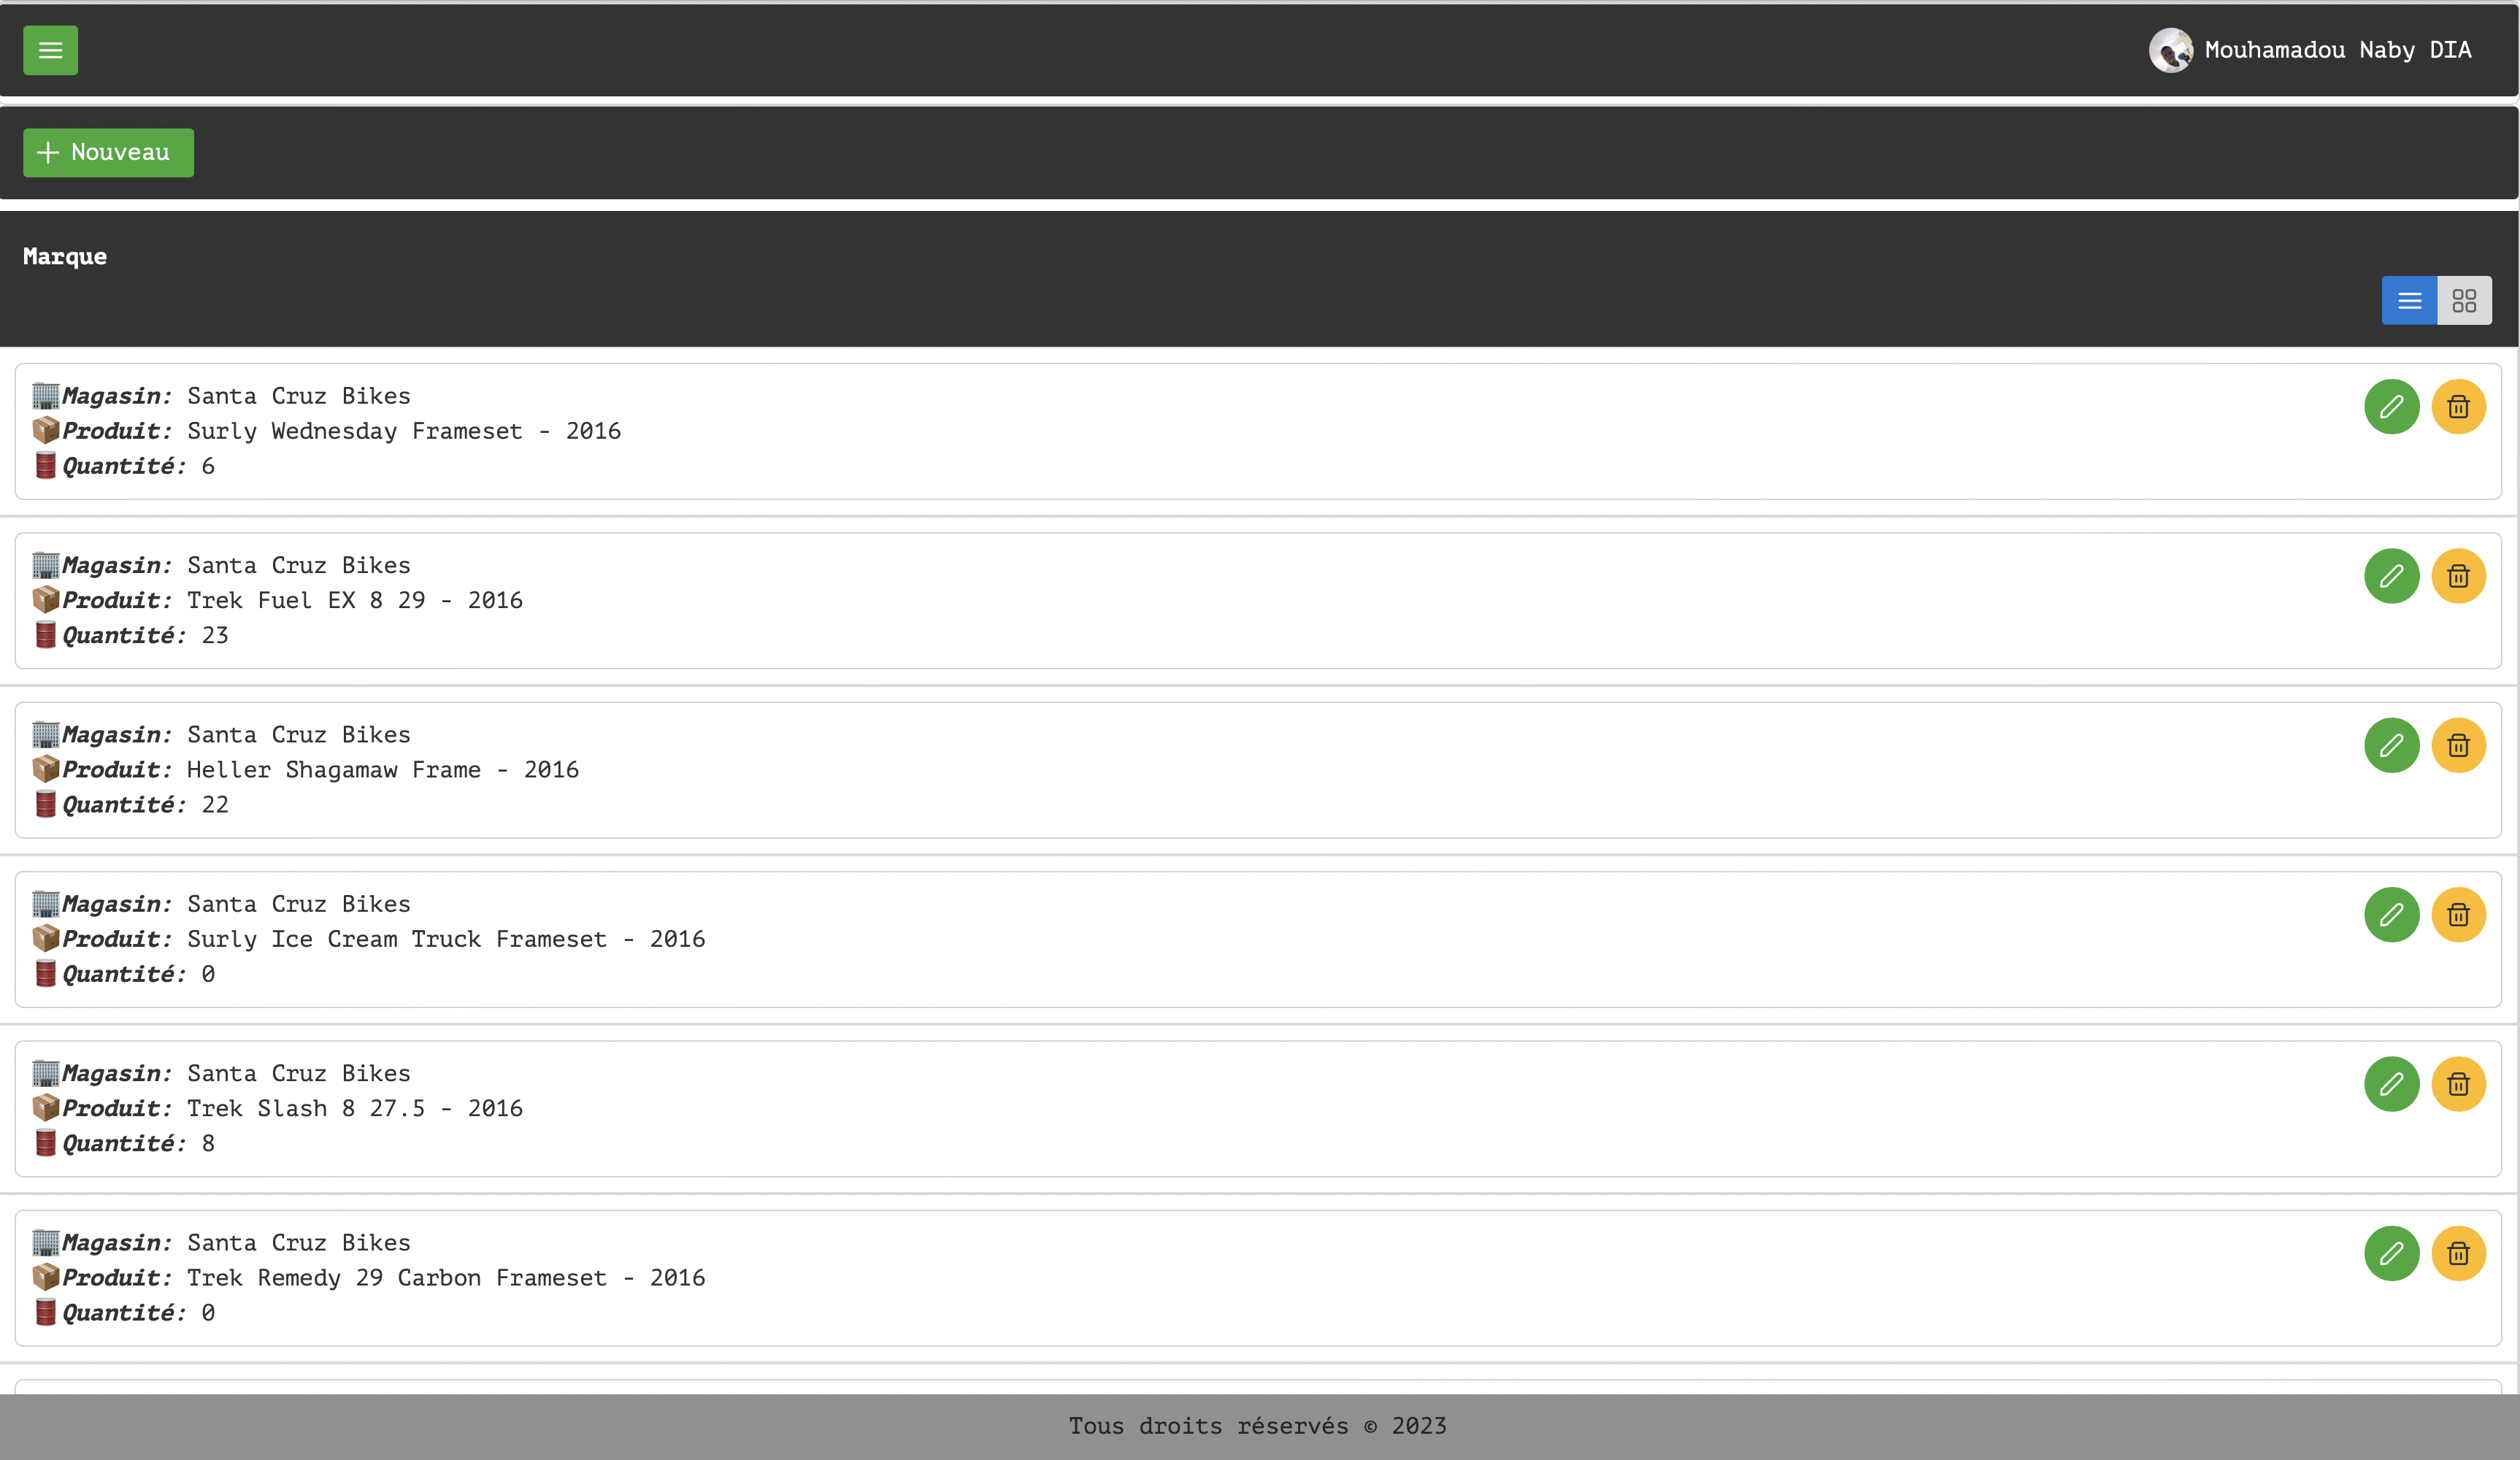 Mouhamadou Naby DIA
Nouveau
Marque
Magasin: Santa Cruz Bikes
Produit: Surly Wednesday Frameset - 2016
Quantité: 6
Magasin: Santa Cruz Bikes
Produit: Trek Fuel EX 8 29 - 2016
Quantité: 23
Magasin: Santa Cruz Bikes
Produit: Heller Shagamaw Frame - 2016
Quantité: 22
Magasin: Santa Cruz Bikes
Produit: Surly Ice Cream Truck Frameset - 2016
Quantité: 0
Magasin: Santa Cruz Bikes
Produit: Trek Slash 8 27.5 - 2016
Quantité: 8
Magasin: Santa Cruz Bikes
Produit: Trek Remedy 29 Carbon Frameset - 2016
Quantité: 0
Tous droits réservés © 2023